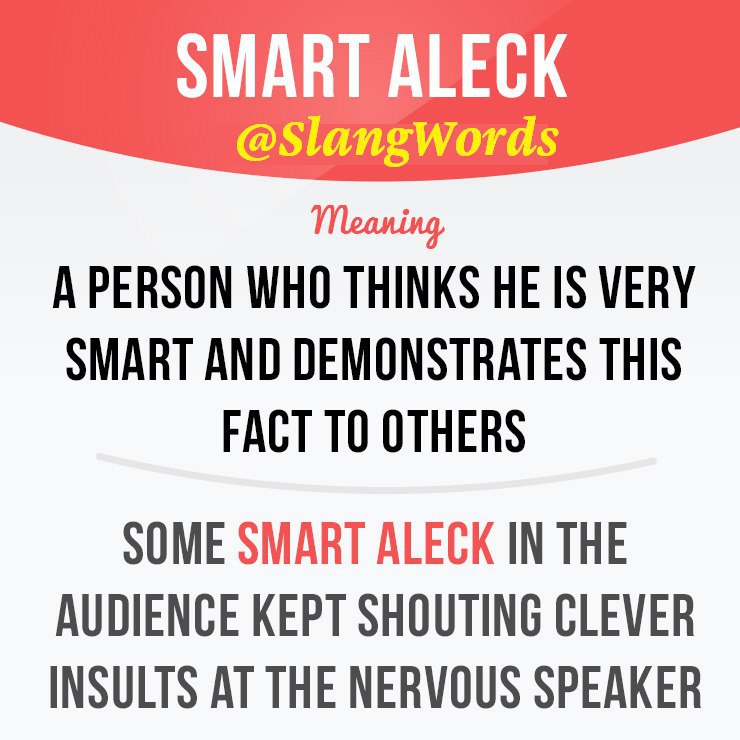 SMART ALECK
@SlangWords
Meaning
A PERSON WHO THINKS HE IS VERY
SMART AND DEMONSTRATES THIS
FACT TO OTHERS
SOME SMART ALECK IN THE
AUDIENCE KEPT SHOUTING CLEVER
INSULTS AT THE NERVOUS SPEAKER